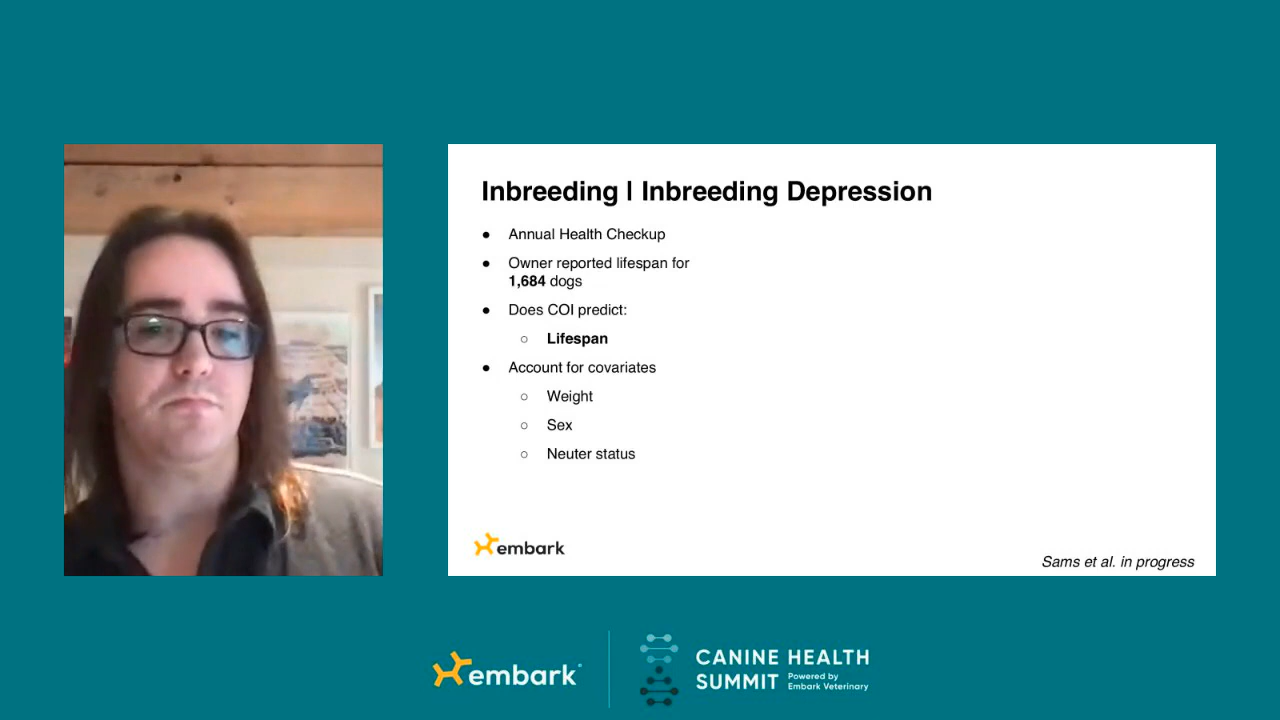 Inbreeding | Inbreeding Depression
● Annual Health Checkup
● Owner reported lifespan for
1,684 dogs
● Does COI predict:
○ Lifespan
● Account for covariates
○ Weight
○ Sex
○ Neuter status
embark
Sams et al. in progress
embark®
CANINE HEALTH
SUMMIT Powered by
Embark Veterinary